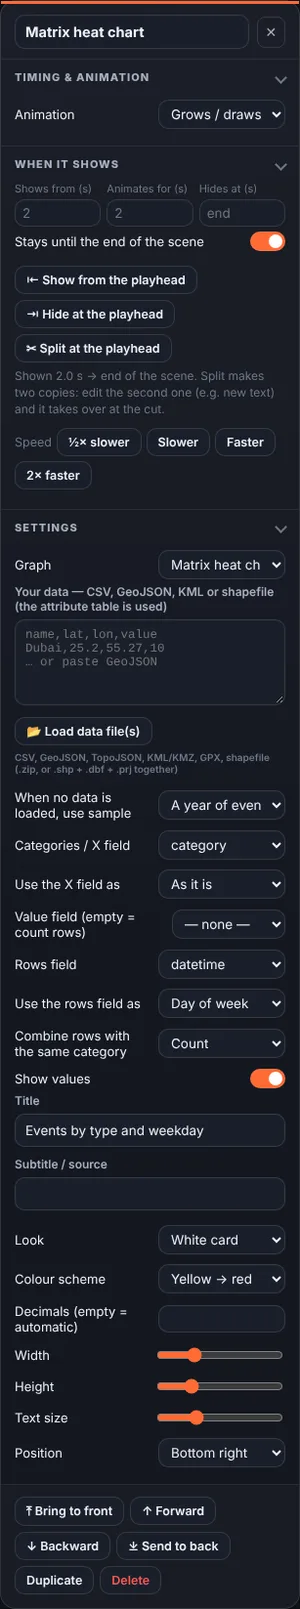 Matrix heat chart
✕
TIMING & ANIMATION
Animation
Grows / draws
WHEN IT SHOWS
Shows from (s) Animates for (s) Hides at (s)
2 2 end
Stays until the end of the scene
⇤ Show from the playhead
⇥ Hide at the playhead
✂ Split at the playhead
Shown 2.0 s → end of the scene. Split makes
two copies: edit the second one (e.g. new text)
and it takes over at the cut.
Speed ½× slower Slower Faster
2× faster
SETTINGS
Graph Matrix heat ch
Your data — CSV, GeoJSON, KML or shapefile
(the attribute table is used)
name,lat,lon,value
Dubai,25.2,55.27,10
… or paste GeoJSON
📂 Load data file(s)
CSV, GeoJSON, TopoJSON, KML/KMZ, GPX, shapefile
(.zip, or .shp + .dbf + .prj together)
When no data is
loaded, use sample
A year of even
Categories / X field category
Use the X field as As it is
Value field (empty =
count rows)
— none —
Rows field datetime
Use the rows field as Day of week
Combine rows with
the same category
Count
Show values
Title
Events by type and weekday
Subtitle / source
Look White card
Colour scheme Yellow → red
Decimals (empty =
automatic)
Width
Height
Text size
Position Bottom right
⤒ Bring to front ↑ Forward
↓ Backward ⤓ Send to back
Duplicate Delete